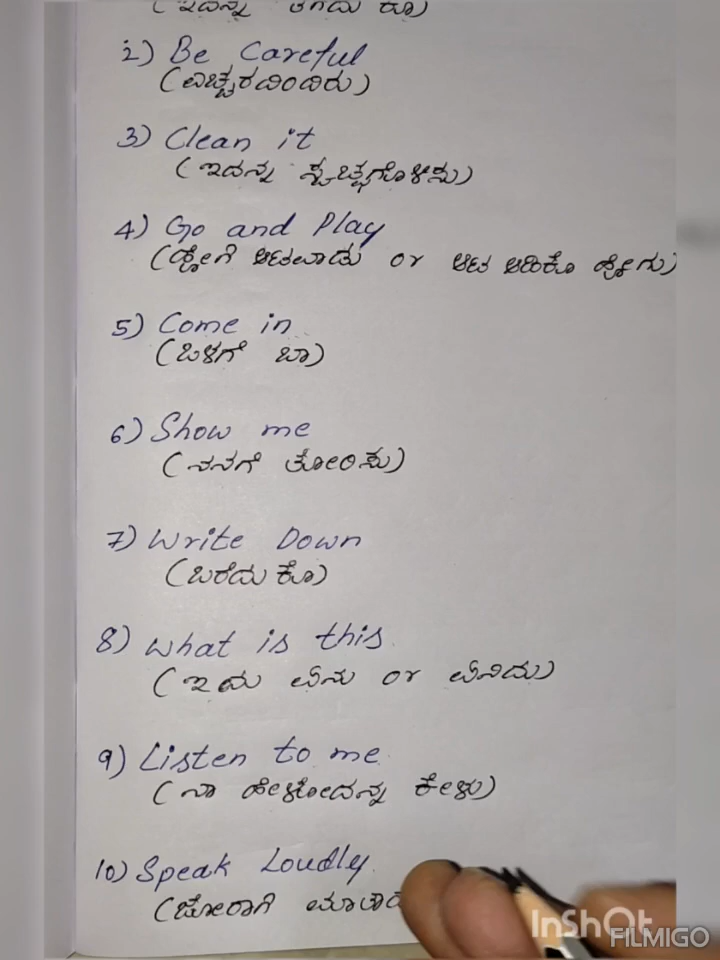 ( ಇದನ್ನ ತೆಗೆದು ಕೊ)
2) Be Careful
(ಎಚ್ಚರದಿಂದಿರು)
3) Clean it
(ಇದನ್ನ ಸ್ವಚ್ಛಗೊಳಿಸು)
4) Go and Play
(ಹೋಗಿ ಆಟವಾಡು or ಆಟ ಆಡಿಕೊ ಹೋಗು)
5) Come in
(ಒಳಗೆ ಬಾ)
6) Show me
(ನನಗೆ ತೋರಿಸು)
7) Write Down
(ಬರೆದು ಕೊ)
8) What is this.
(ಇದು ಏನು or ಏನಿದು)
9) Listen to me.
(ನಾ ಹೇಳೋದನ್ನ ಕೇಳು)
10) Speak Loudly.
(ಜೋರಾಗಿ
InShOt
FILMIGO